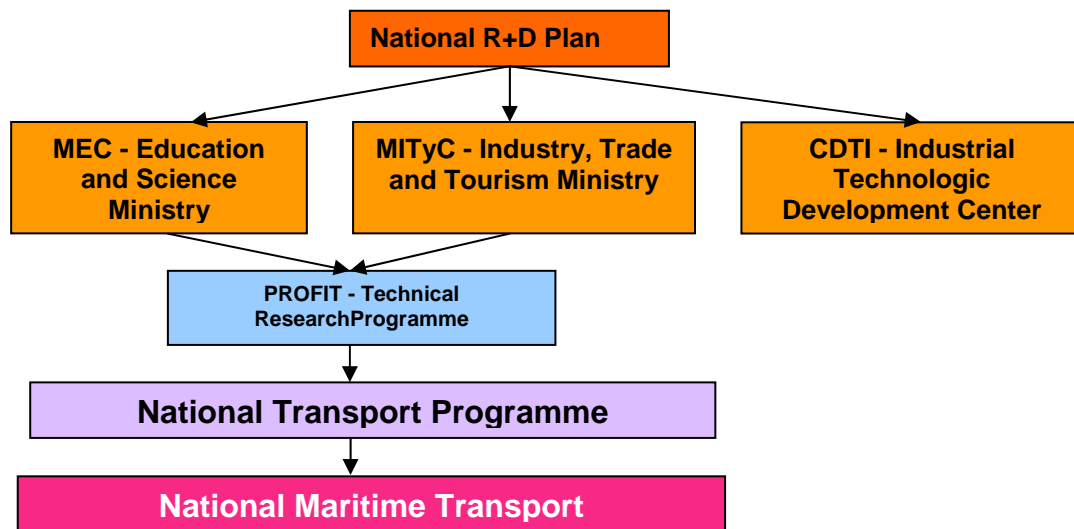 National R+D Plan
MEC - Education
and Science
Ministry
MITyC - Industry, Trade
and Tourism Ministry
CDTI - Industrial
Technologic
Development Center
PROFIT - Technical
ResearchProgramme
National Transport Programme
National Maritime Transport